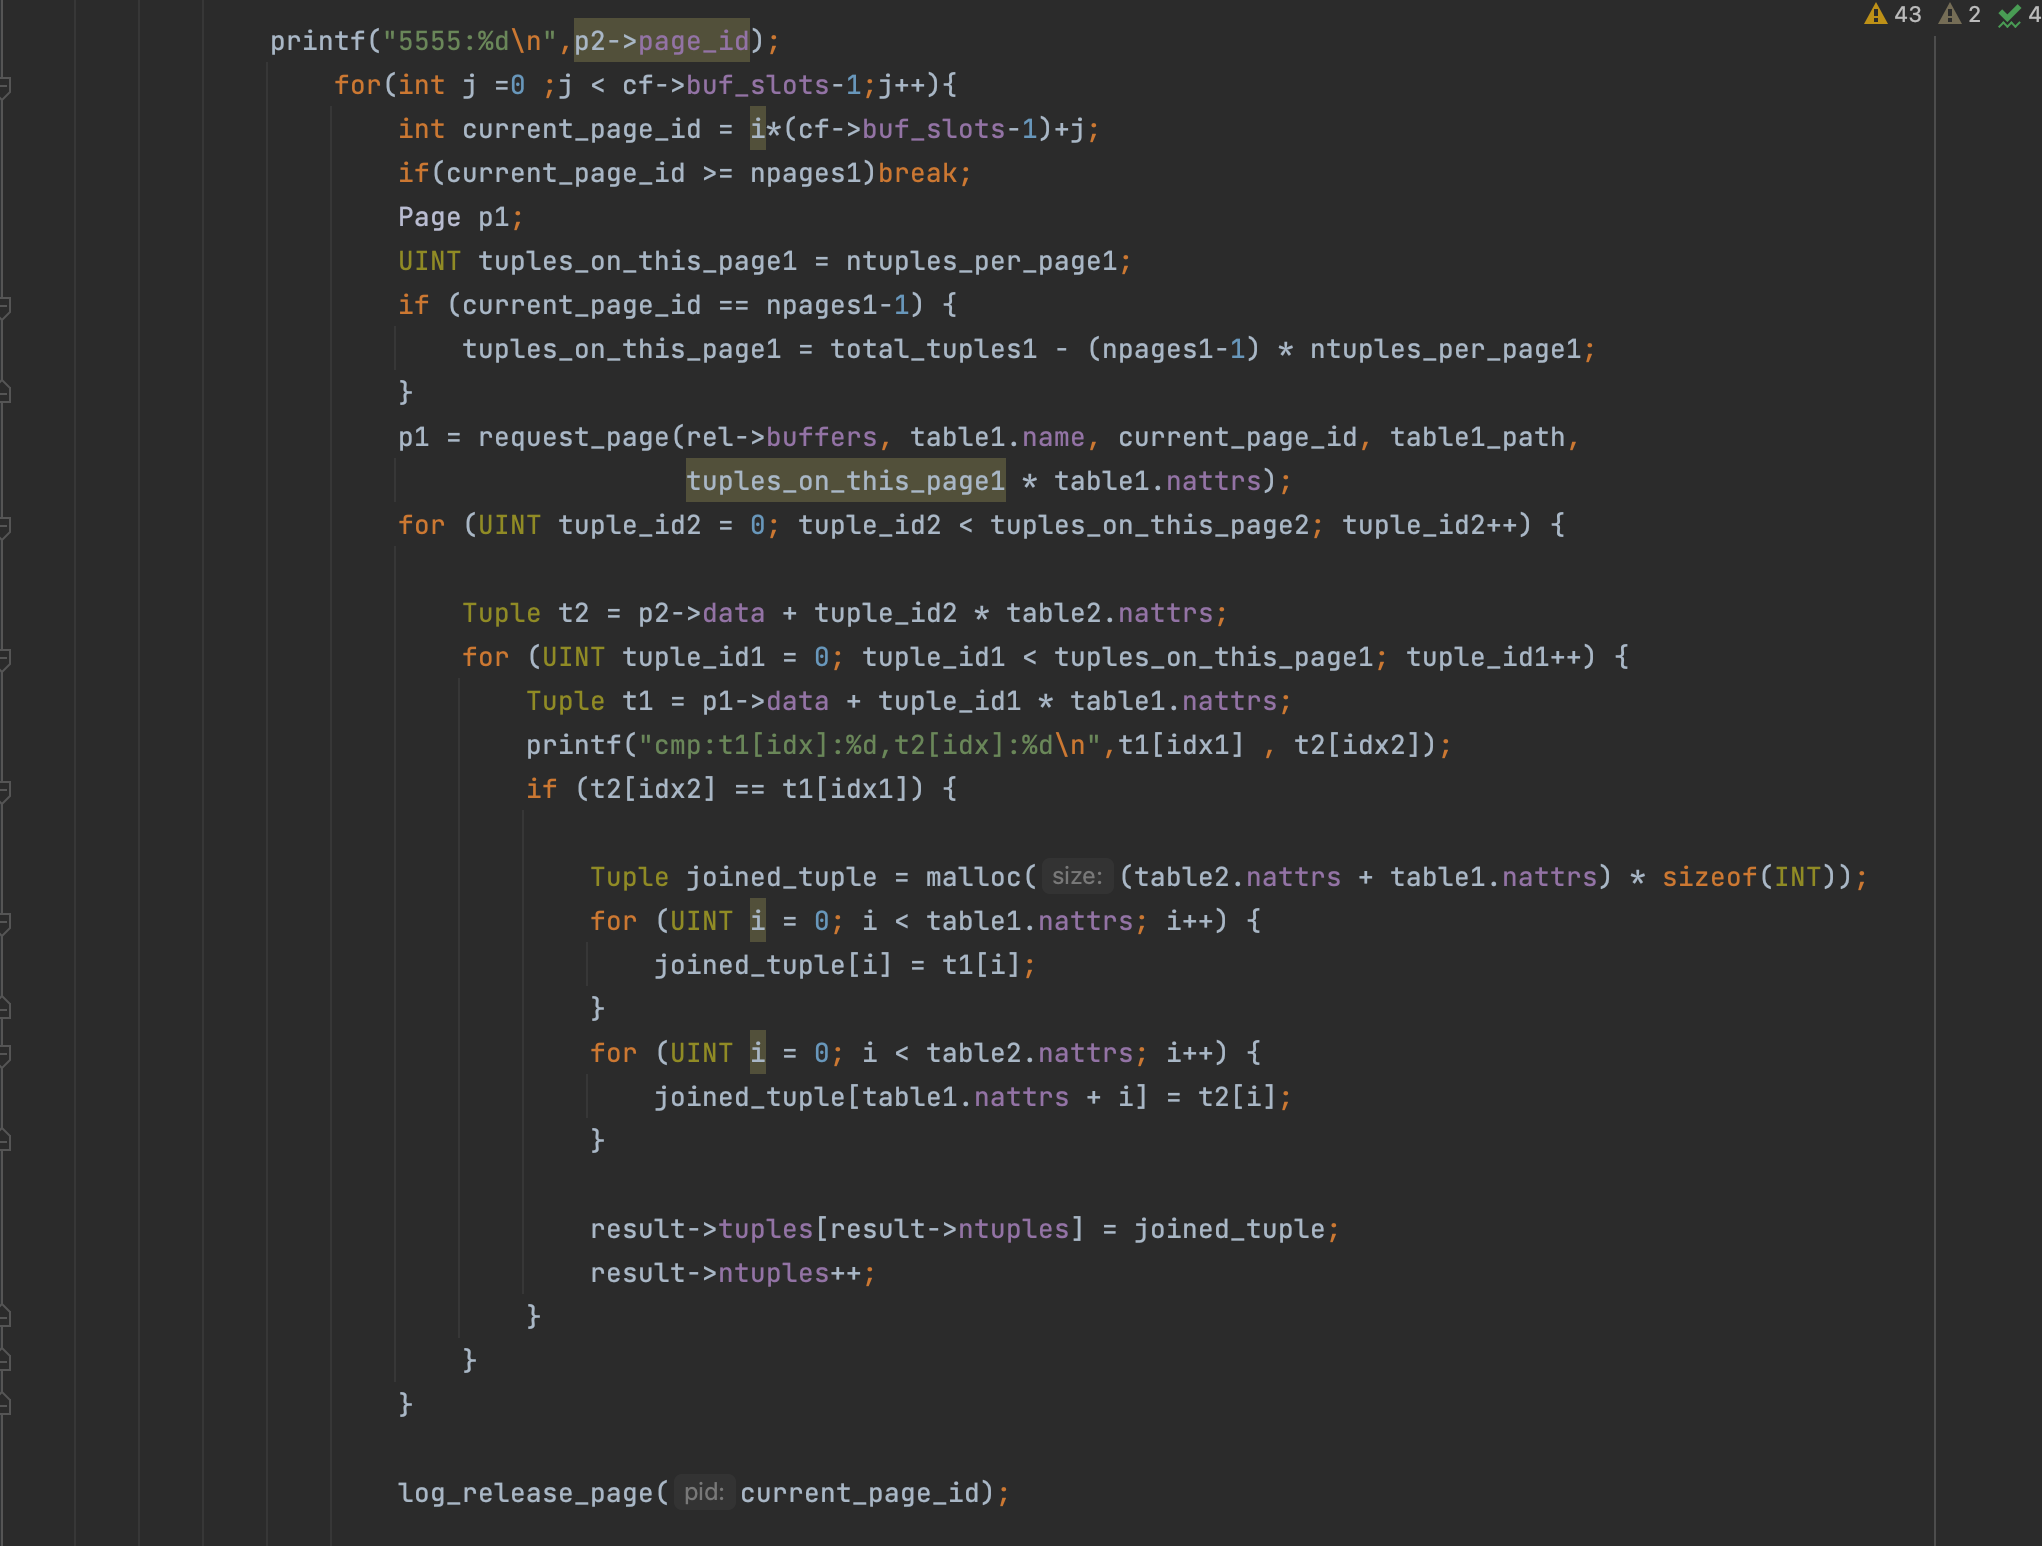 43 2 4
printf("5555:%d\n",p2->page_id);
for(int j =0 ;j < cf->buf_slots-1;j++){
int current_page_id = i*(cf->buf_slots-1)+j;
if(current_page_id >= npages1)break;
Page p1;
UINT tuples_on_this_page1 = ntuples_per_page1;
if (current_page_id == npages1-1) {
tuples_on_this_page1 = total_tuples1 - (npages1-1) * ntuples_per_page1;
}
p1 = request_page(rel->buffers, table1.name, current_page_id, table1_path,
tuples_on_this_page1 * table1.nattrs);
for (UINT tuple_id2 = 0; tuple_id2 < tuples_on_this_page2; tuple_id2++) {
Tuple t2 = p2->data + tuple_id2 * table2.nattrs;
for (UINT tuple_id1 = 0; tuple_id1 < tuples_on_this_page1; tuple_id1++) {
Tuple t1 = p1->data + tuple_id1 * table1.nattrs;
printf("cmp:t1[idx]:%d,t2[idx]:%d\n",t1[idx1] , t2[idx2]);
if (t2[idx2] == t1[idx1]) {
Tuple joined_tuple = malloc( size: (table2.nattrs + table1.nattrs) * sizeof(INT));
for (UINT i = 0; i < table1.nattrs; i++) {
joined_tuple[i] = t1[i];
}
for (UINT i = 0; i < table2.nattrs; i++) {
joined_tuple[table1.nattrs + i] = t2[i];
}
result->tuples[result->ntuples] = joined_tuple;
result->ntuples++;
}
}
}
log_release_page( pid: current_page_id);